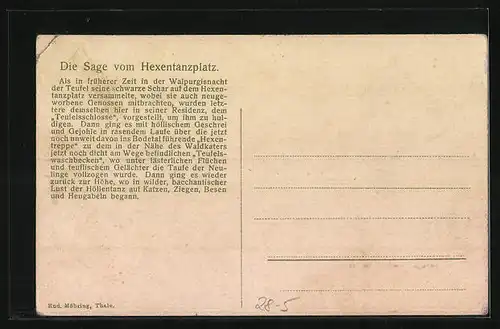 Die Sage vom Hexentanzplatz.
Als in früherer Zeit in der Walpurgisnacht
der Teufel seine schwarze Schar auf dem Hexen-
tanzplatz versammelte, wobei sie auch neuge-
worbene Genossen mitbrachten, wurden letz-
tere demselben hier in seiner Residenz, dem
„Teufelsschlosse“, vorgestellt, um ihm zu hul-
digen. Dann ging es mit höllischem Geschrei
und Gejohle in rasendem Laufe über die jetzt
noch unweit davon ins Bodetal führende „Hexen-
treppe“ zu dem in der Nähe des Waldkaters
jetzt noch dicht am Wege befindlichen „Teufels-
waschbecken“, wo unter lästerlichen Flüchen
und teuflischem Gelächter die Taufe der Neu-
linge vollzogen wurde. Dann ging es wieder
zurück zur Höhe, wo in wilder, bacchantischer
Lust der Höllentanz auf Katzen, Ziegen, Besen
und Heugabeln begann.
Rud. Möhring, Thale.
28-5